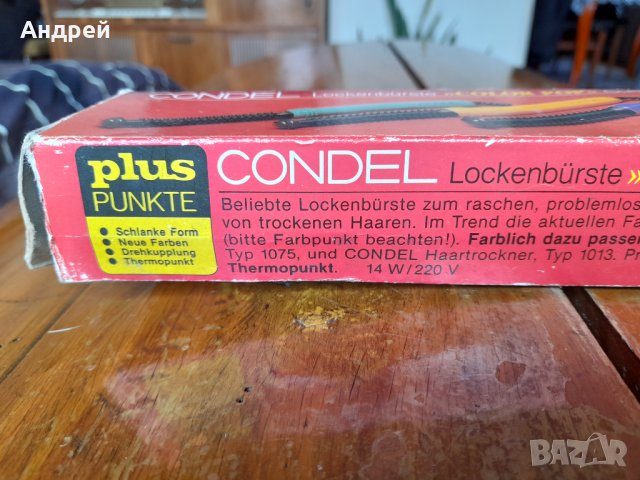 Андрей
CONDEL Lockenbürste
plus
PUNKTE
Schlanke Form
Neue Farben
Drehkupplung
Thermopunkt
CONDEL Lockenbürste »
Beliebte Lockenbürste zum raschen, problemlos
von trockenen Haaren. Im Trend die aktuellen Fa
(bitte Farbpunkt beachten!). Farblich dazu passe
Typ 1075, und CONDEL Haartrockner, Typ 1013. Pr
Thermopunkt. 14 W/220 V
BAZAR